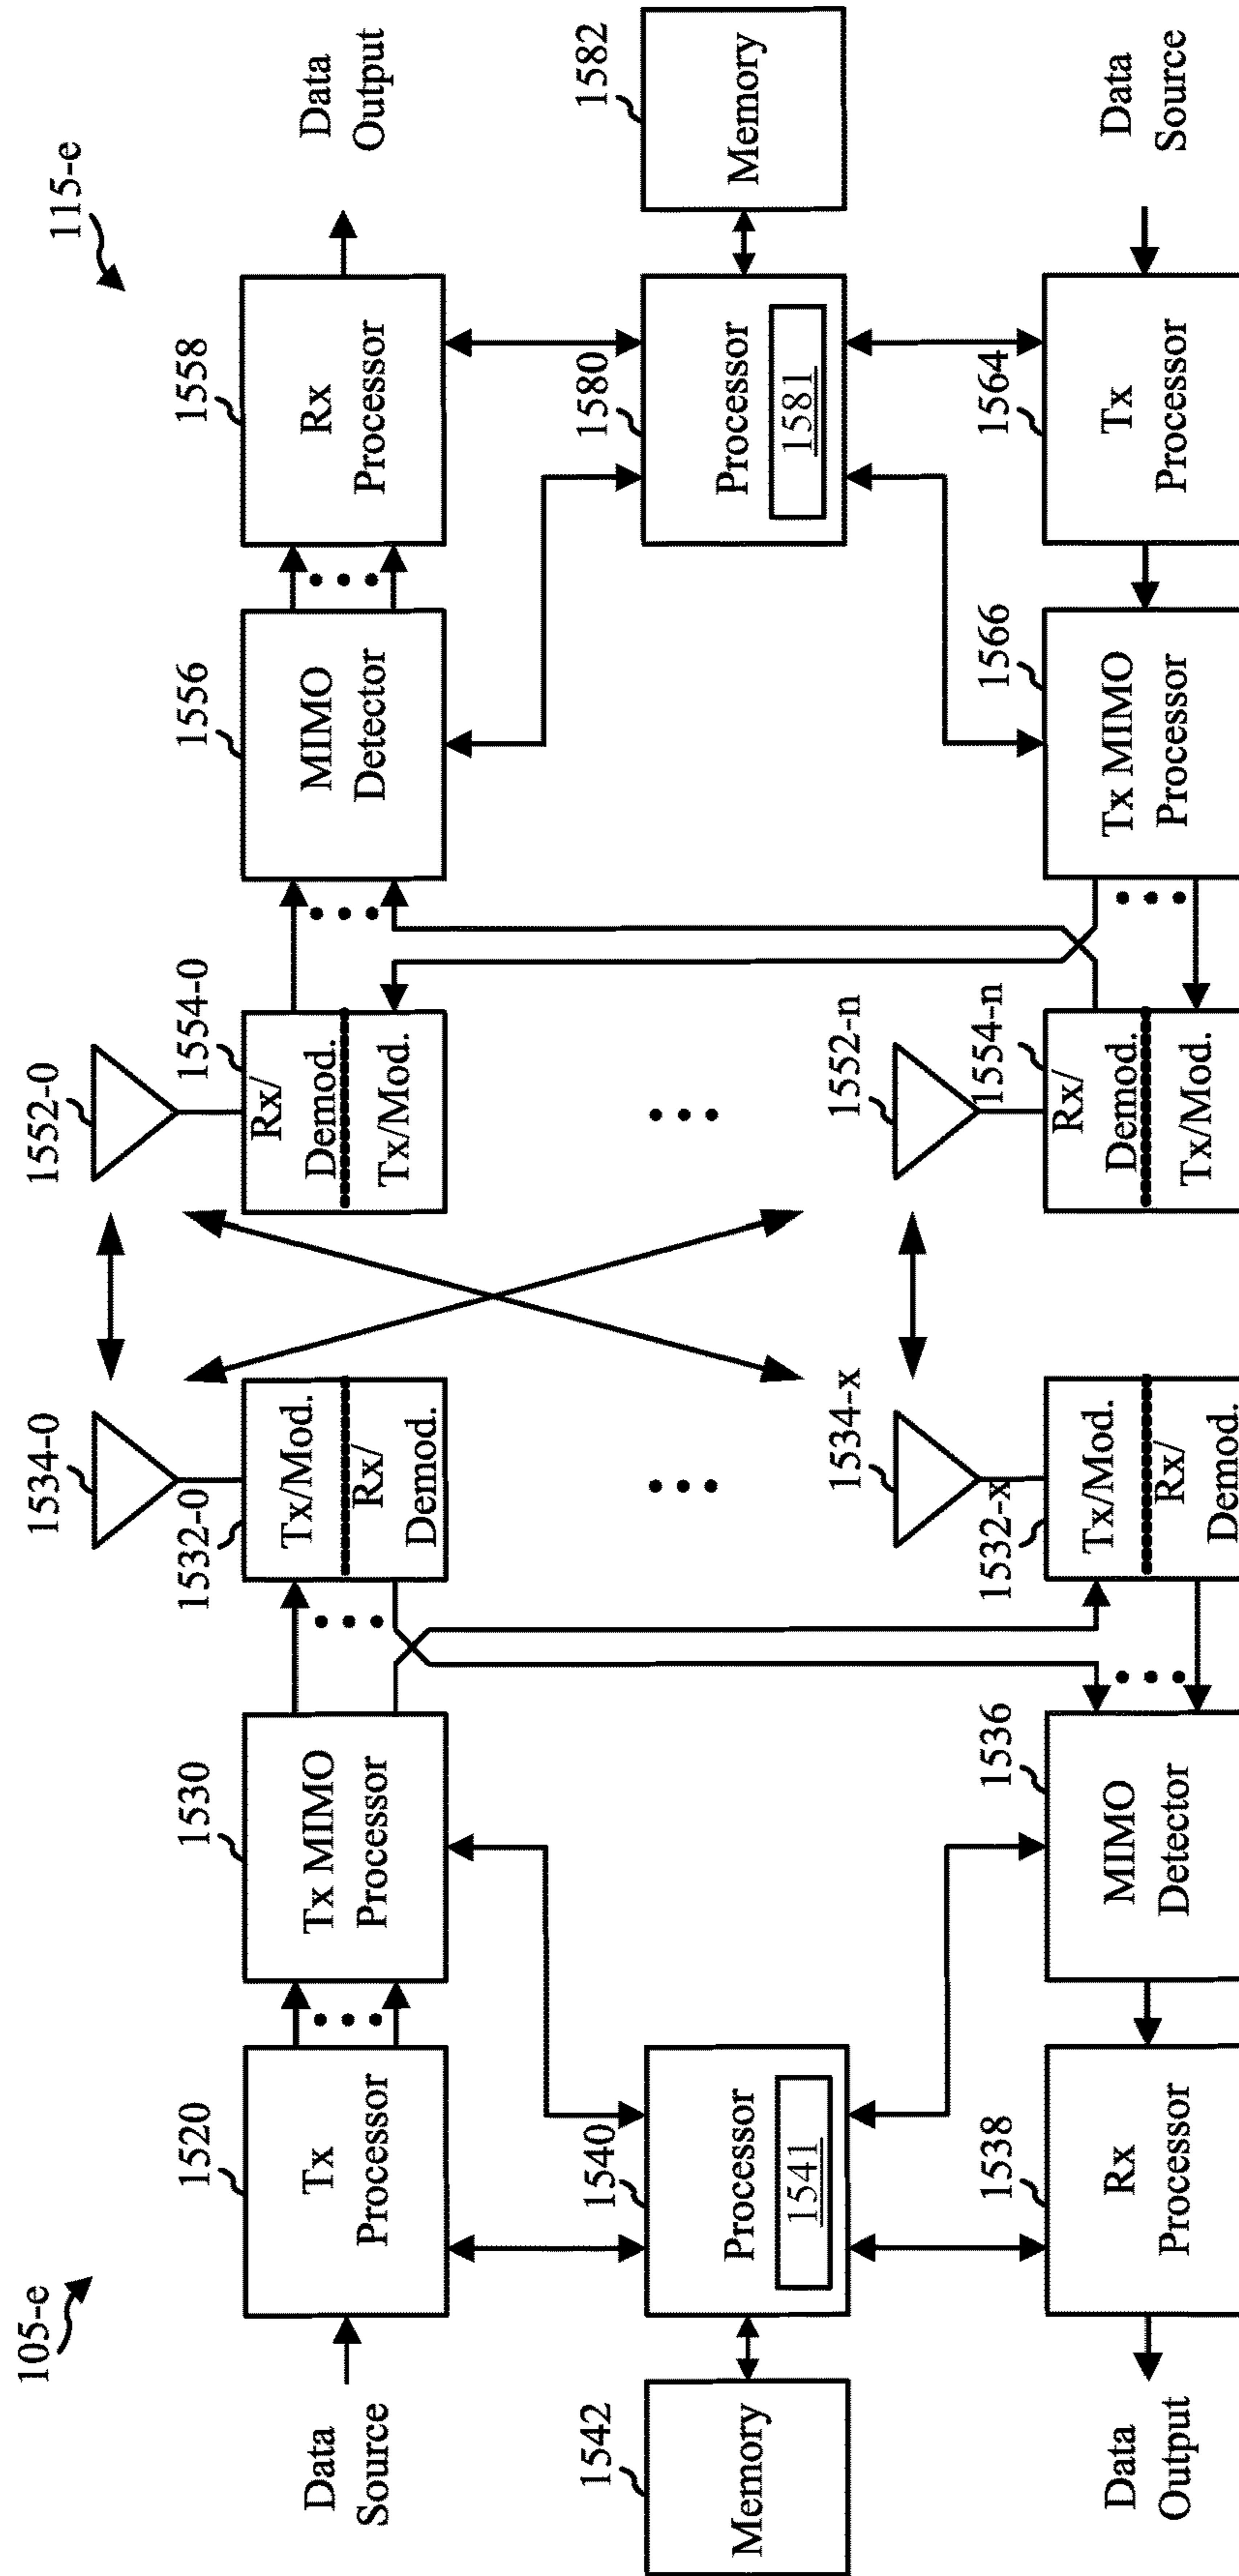 105-e
115-e
Data
Source
1520
Tx
Processor
1530
Tx MIMO
Processor
1534-0
1532-0
Tx/Mod.
Rx/
Demod.
1552-0
1554-0
Rx/
Demod.
Tx/Mod.
1556
MIMO
Detector
1558
Rx
Processor
Data
Output
1542
Memory
1540
Processor
1541
1580
Processor
1581
1582
Memory
Data
Output
1538
Rx
Processor
1536
MIMO
Detector
1534-x
1532-x
Tx/Mod.
Rx/
Demod.
1552-n
1554-n
Rx/
Demod.
Tx/Mod.
1566
Tx MIMO
Processor
1564
Tx
Processor
Data
Source